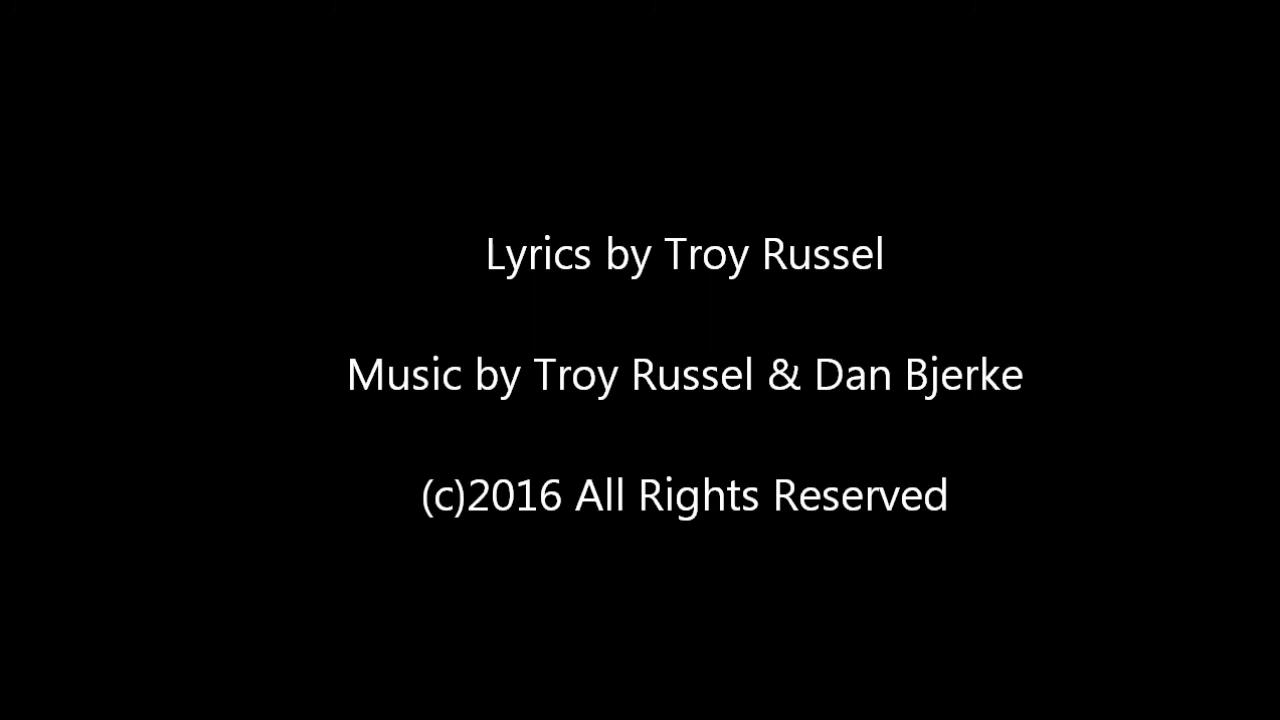 Lyrics by Troy Russel
Music by Troy Russel & Dan Bjerke
(c)2016 All Rights Reserved